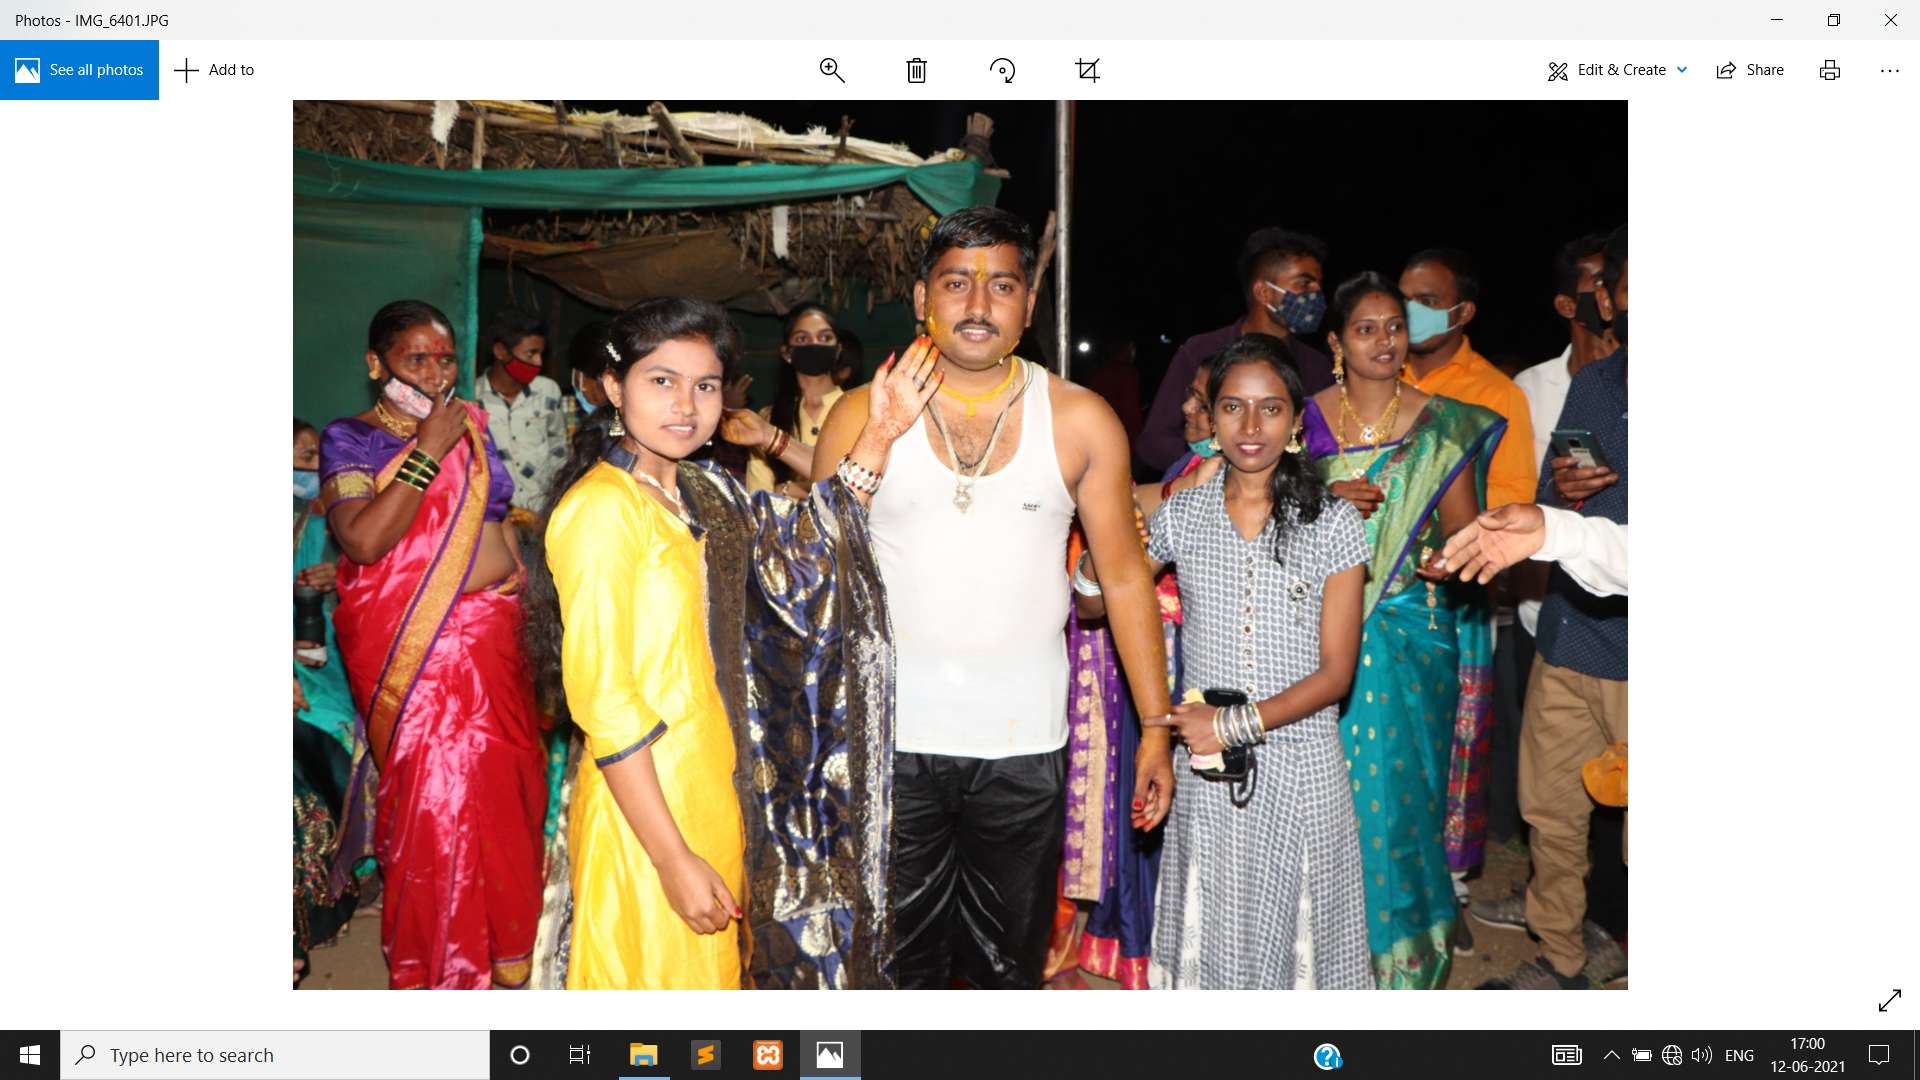 Photos - IMG_6401.JPG
See all photos
Add to
Edit & Create
Share
Type here to search
ENG
17:00
12-06-2021